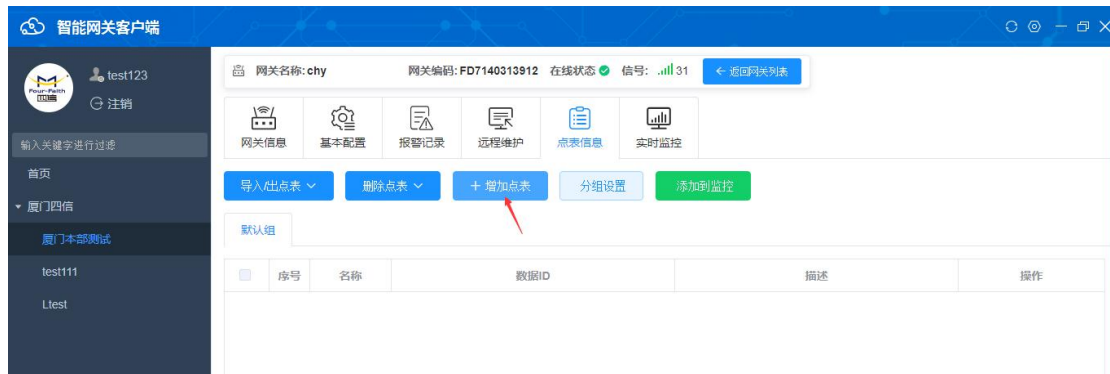 智能网关客户端
Four-Faith
四信
test123
注销
输入关键字进行过滤
首页
厦门四信
厦门本部测试
test111
Ltest
网关名称:chy 网关编码:FD7140313912 在线状态 信号: 31 ← 返回网关列表
网关信息 基本配置 报警记录 远程维护 点表信息 实时监控
导入/出点表 删除点表 + 增加点表 分组设置 添加到监控
默认组
序号 名称 数据ID 描述 操作